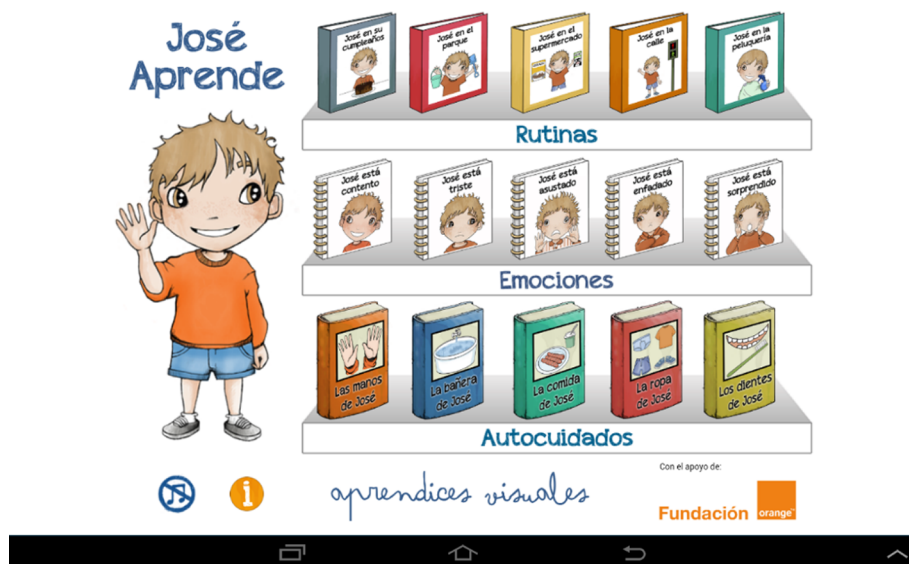 José
Aprende
José en su
cumpleaños
José en el
parque
José en el
supermercado
José en la
calle
José en la
peluquería
Rutinas
José está
contento
José está
triste
José está
asustado
José está
enfadado
José está
sorprendido
Emociones
Las manos
de José
La bañera
de José
La comida
de José
La ropa
de José
Los dientes
de José
Autocuidados
aprendices visuales
Con el apoyo de:
Fundación
orange™